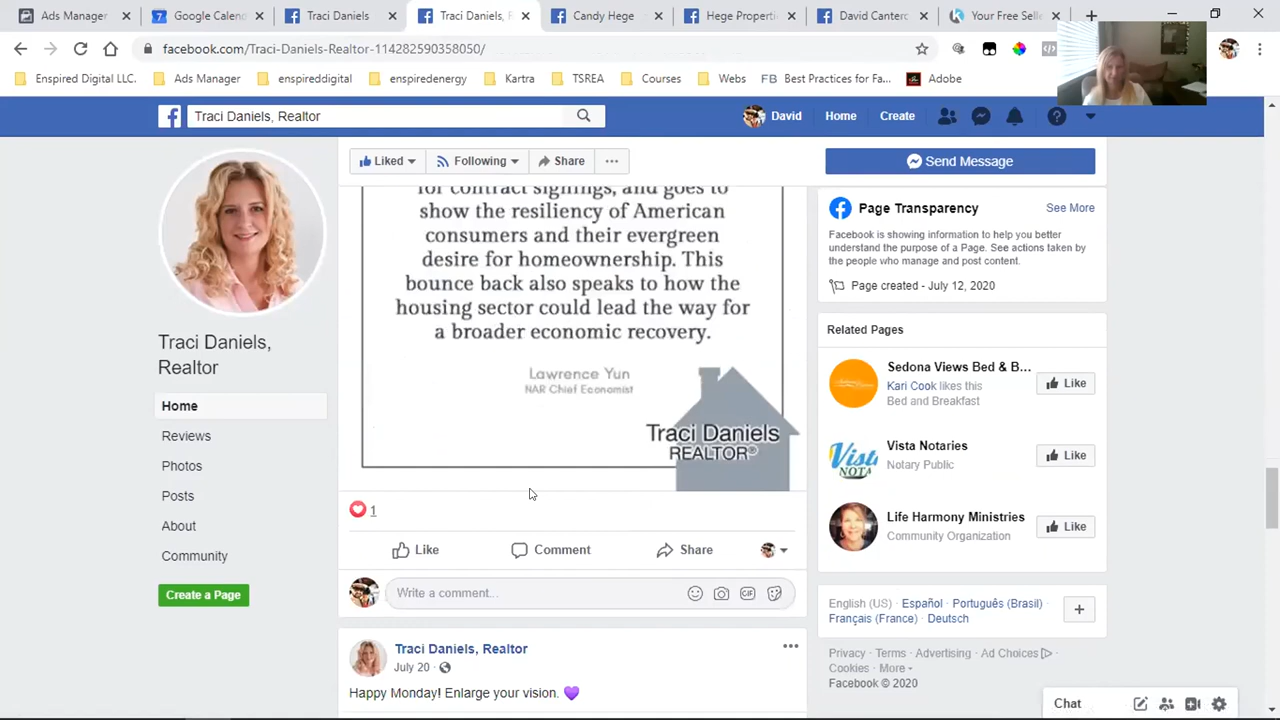 Ads Manager
Google Calend
Traci Daniels
Traci Daniels, R
Candy Hege
Hege Properti
David Canterc
Your Free Selle
facebook.com/Traci-Daniels-Realtor-114282590358050/
Enspired Digital LLC.
Ads Manager
enspireddigital
inspiredenergy
Kartra
TSREA
Courses
Webs
FB Best Practices for Fa...
Adobe
Traci Daniels, Realtor
David
Home
Create
Liked
Following
Share
Send Message
for contract signings, and goes to
show the resiliency of American
consumers and their evergreen
desire for homeownership. This
bounce back also speaks to how the
housing sector could lead the way for
a broader economic recovery.
Lawrence Yun
NAR Chief Economist
Traci Daniels
REALTOR®
1
Like
Comment
Share
Write a comment...
GIF
Traci Daniels, Realtor
July 20
Happy Monday! Enlarge your vision. 💜
Traci Daniels,
Realtor
Home
Reviews
Photos
Posts
About
Community
Create a Page
Page Transparency
See More
Facebook is showing information to help you better
understand the purpose of a Page. See actions taken by
the people who manage and post content.
Page created - July 12, 2020
Related Pages
Sedona Views Bed & B...
Kari Cook likes this
Bed and Breakfast
Like
Vista
NOTA
Vista Notaries
Notary Public
Like
Life Harmony Ministries
Community Organization
Like
English (US) · Español · Português (Brasil)
Français (France) · Deutsch
Privacy · Terms · Advertising · Ad Choices ·
Cookies · More
Facebook © 2020
Chat